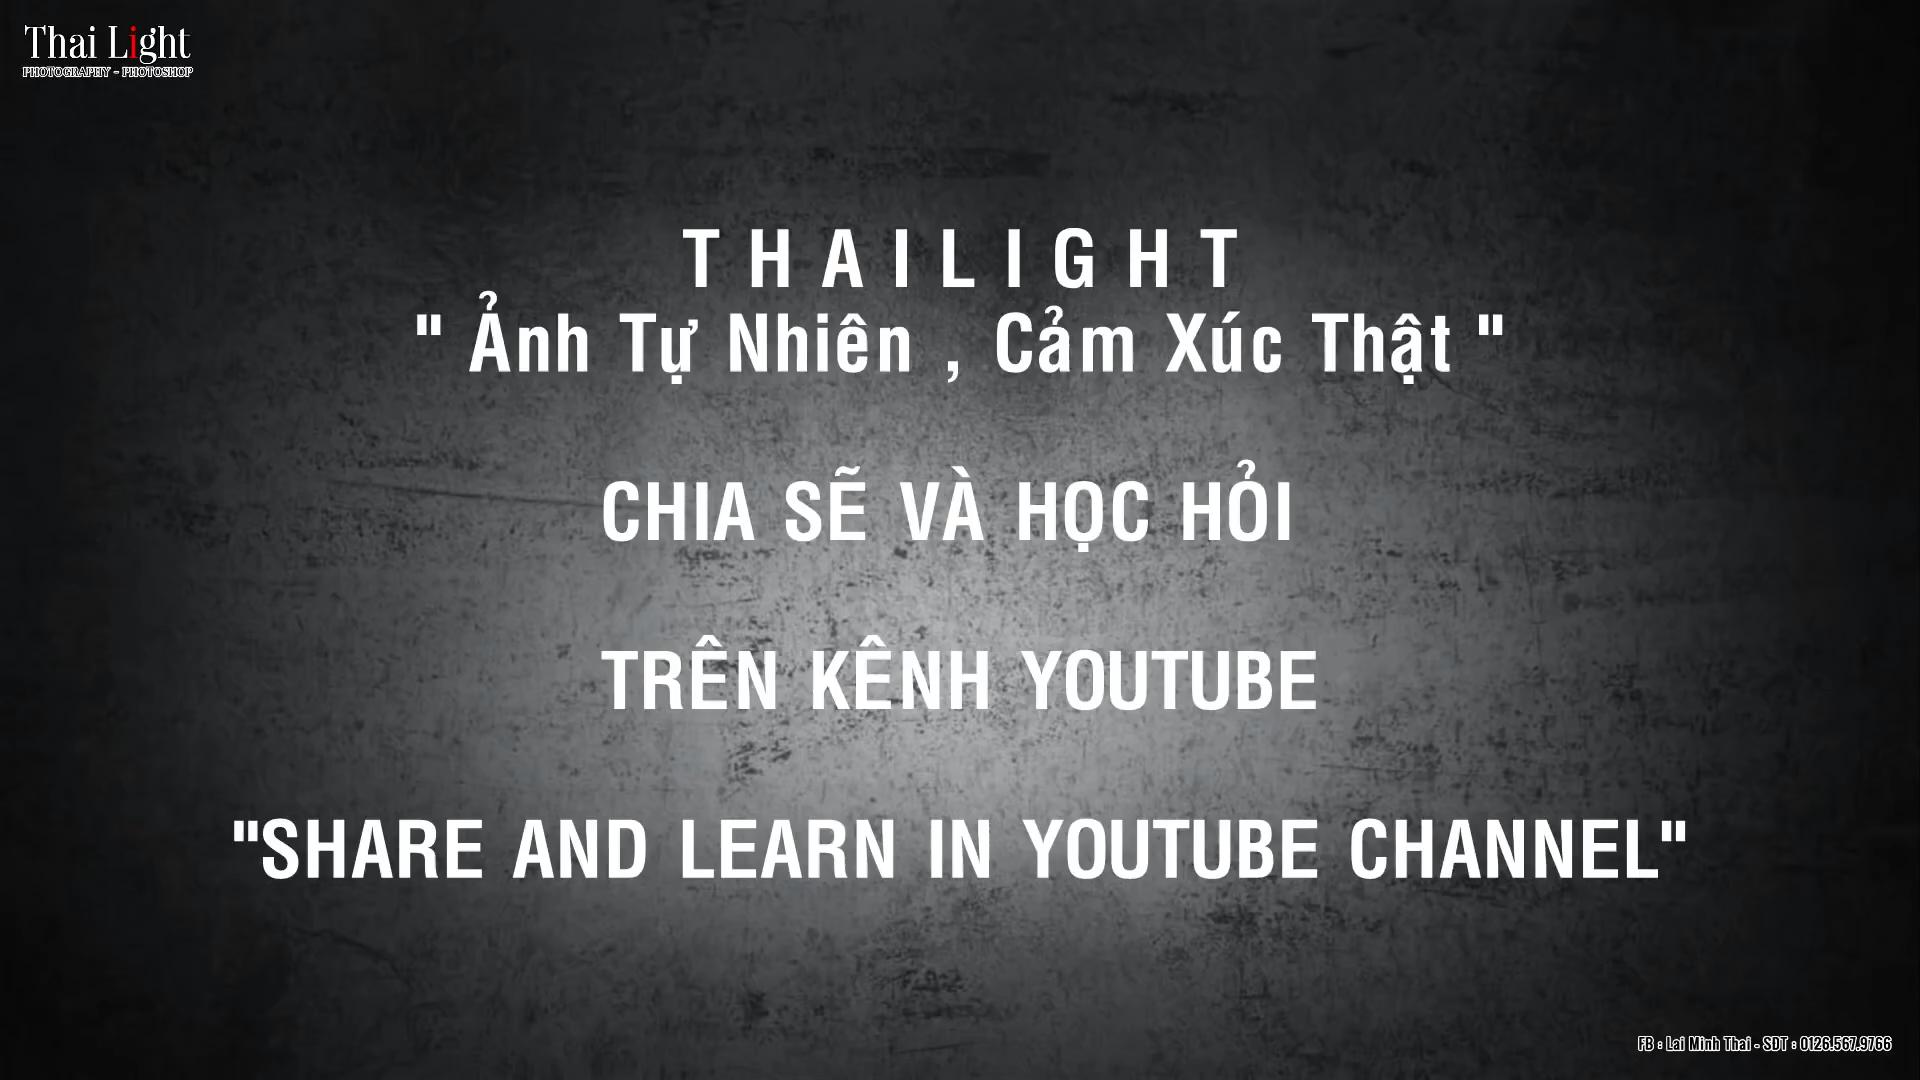 Thai Light
PHOTOGRAPHY - PHOTOSHOP
T H A I L I G H T
" Ảnh Tự Nhiên , Cảm Xúc Thật "
CHIA SẼ VÀ HỌC HỎI
TRÊN KÊNH YOUTUBE
"SHARE AND LEARN IN YOUTUBE CHANNEL"
FB : Lai Minh Thai - SDT : 0126.567.9766